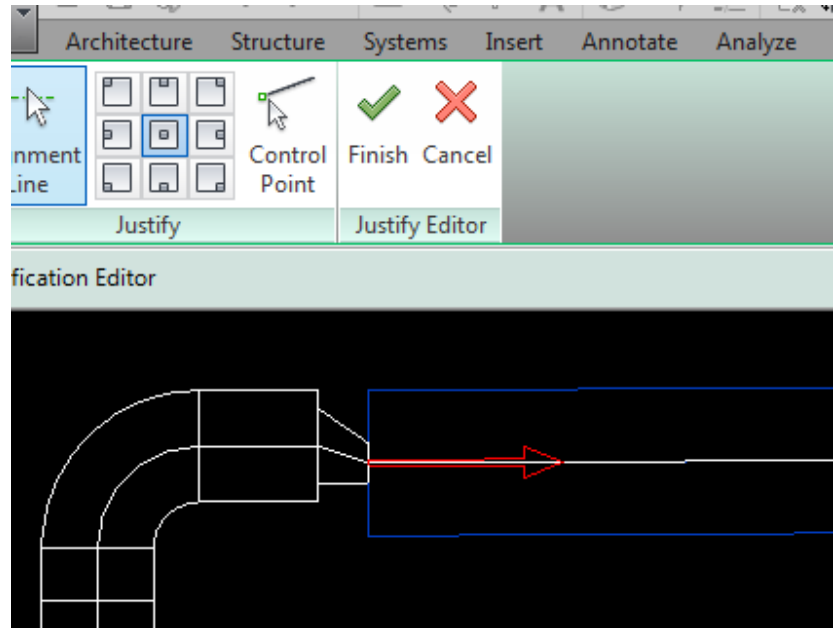 Architecture Structure Systems Insert Annotate Analyze
nment
Line
Control
Point
Finish Cancel
Justify
Justify Editor
fication Editor